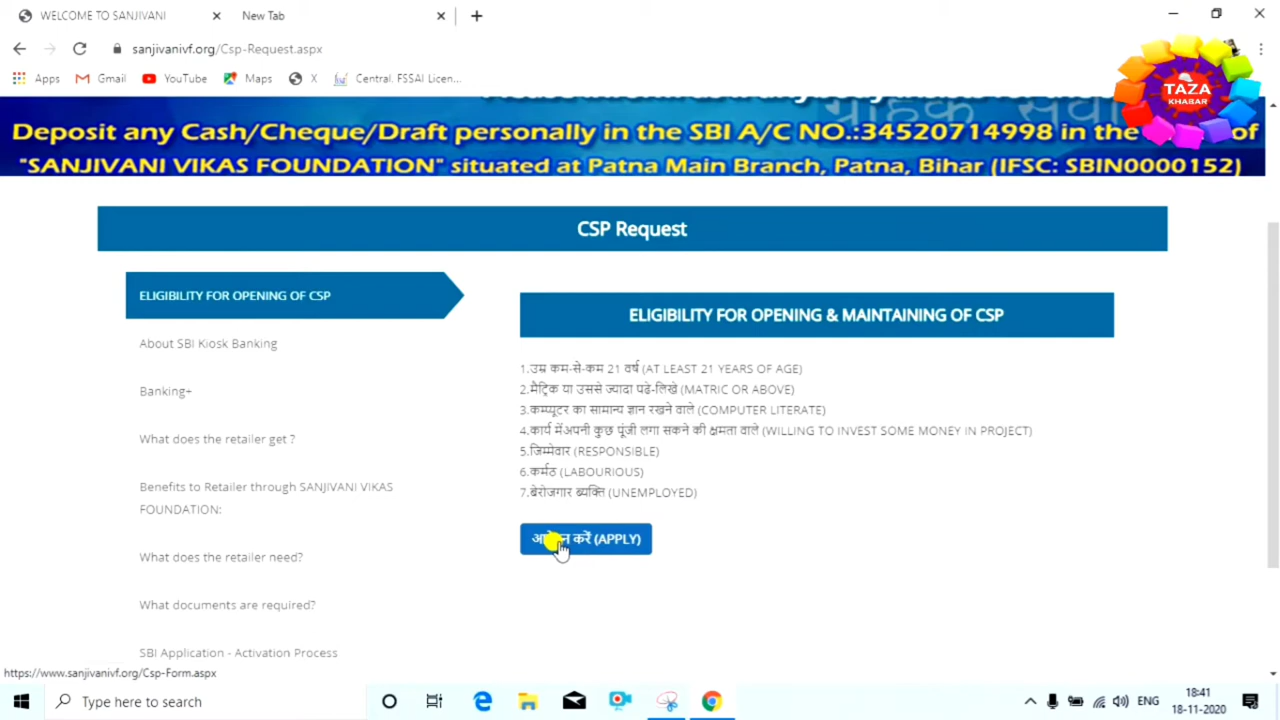 WELCOME TO SANJIVANI
New Tab
sanjivanivf.org/Csp-Request.aspx
Apps
Gmail
YouTube
Maps
X
Central. FSSAI Licen...
TAZA
KHABAR
Deposit any Cash/Cheque/Draft personally in the SBI A/C NO.:34520714998 in the of
"SANJIVANI VIKAS FOUNDATION" situated at Patna Main Branch, Patna, Bihar (IFSC: SBIN0000152)
CSP Request
ELIGIBILITY FOR OPENING OF CSP
About SBI Kiosk Banking
Banking+
What does the retailer get ?
Benefits to Retailer through SANJIVANI VIKAS
FOUNDATION:
What does the retailer need?
What documents are required?
SBI Application - Activation Process
ELIGIBILITY FOR OPENING & MAINTAINING OF CSP
1.उम्र कम-से-कम 21 वर्ष (AT LEAST 21 YEARS OF AGE)
2.मैट्रिक या उससे ज्यादा पढ़े-लिखे (MATRIC OR ABOVE)
3.कम्प्यूटर का सामान्य ज्ञान रखने वाले (COMPUTER LITERATE)
4.कार्य मेंअपनी कुछ पूंजी लगा सकने की क्षमता वाले (WILLING TO INVEST SOME MONEY IN PROJECT)
5.जिम्मेवार (RESPONSIBLE)
6.कर्मठ (LABOURIOUS)
7.बेरोजगार ब्यक्ति (UNEMPLOYED)
करें (APPLY)
https://www.sanjivanivf.org/Csp-Form.aspx
Type here to search
ENG
18:41
18-11-2020